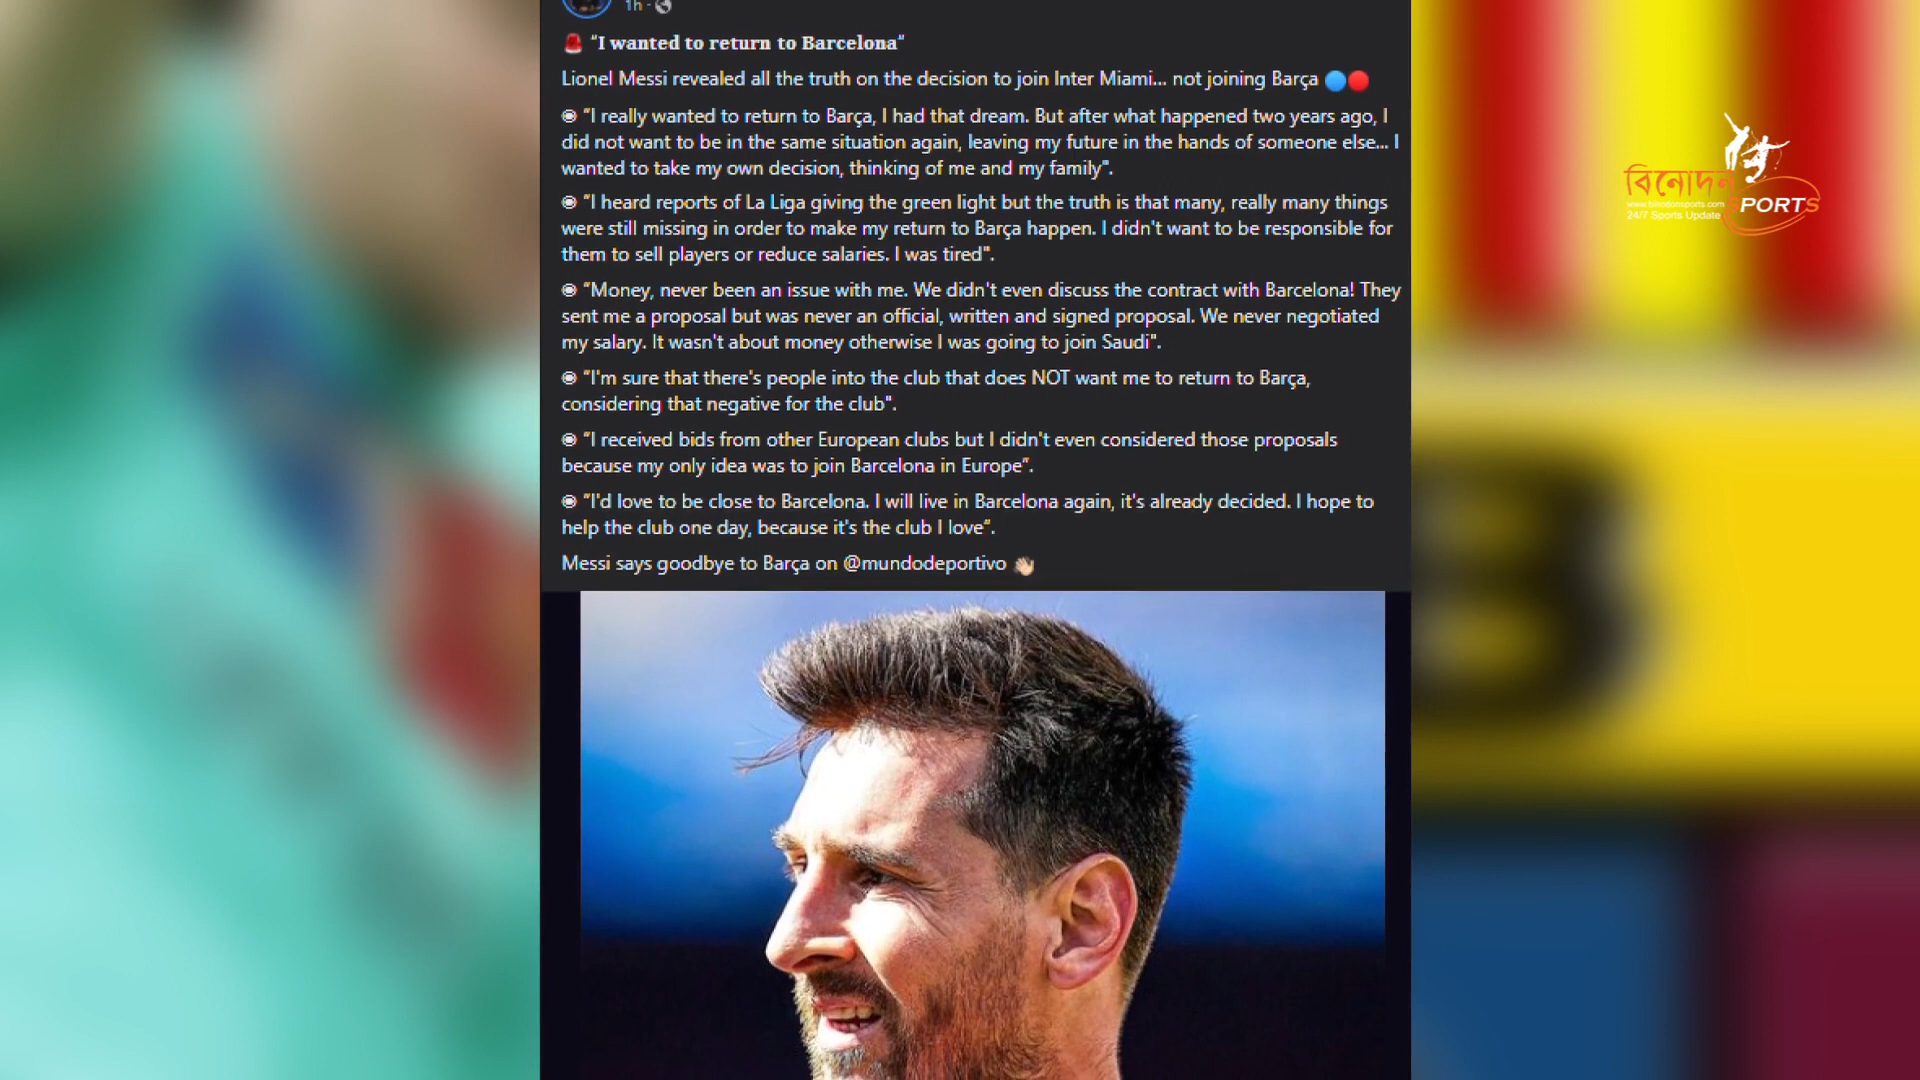 1h ·
"I wanted to return to Barcelona"
Lionel Messi revealed all the truth on the decision to join Inter Miami... not joining Barça
"I really wanted to return to Barça, I had that dream. But after what happened two years ago, I
did not want to be in the same situation again, leaving my future in the hands of someone else... I
wanted to take my own decision, thinking of me and my family".
"I heard reports of La Liga giving the green light but the truth is that many, really many things
were still missing in order to make my return to Barça happen. I didn't want to be responsible for
them to sell players or reduce salaries. I was tired".
"Money, never been an issue with me. We didn't even discuss the contract with Barcelona! They
sent me a proposal but was never an official, written and signed proposal. We never negotiated
my salary. It wasn't about money otherwise I was going to join Saudi".
"I'm sure that there's people into the club that does NOT want me to return to Barça,
considering that negative for the club".
"I received bids from other European clubs but I didn't even considered those proposals
because my only idea was to join Barcelona in Europe".
"I'd love to be close to Barcelona. I will live in Barcelona again, it's already decided. I hope to
help the club one day, because it's the club I love".
Messi says goodbye to Barça on @mundodeportivo
বিনোদন
www.binodonsports.com
SPORTS
24/7 Sports Update
B